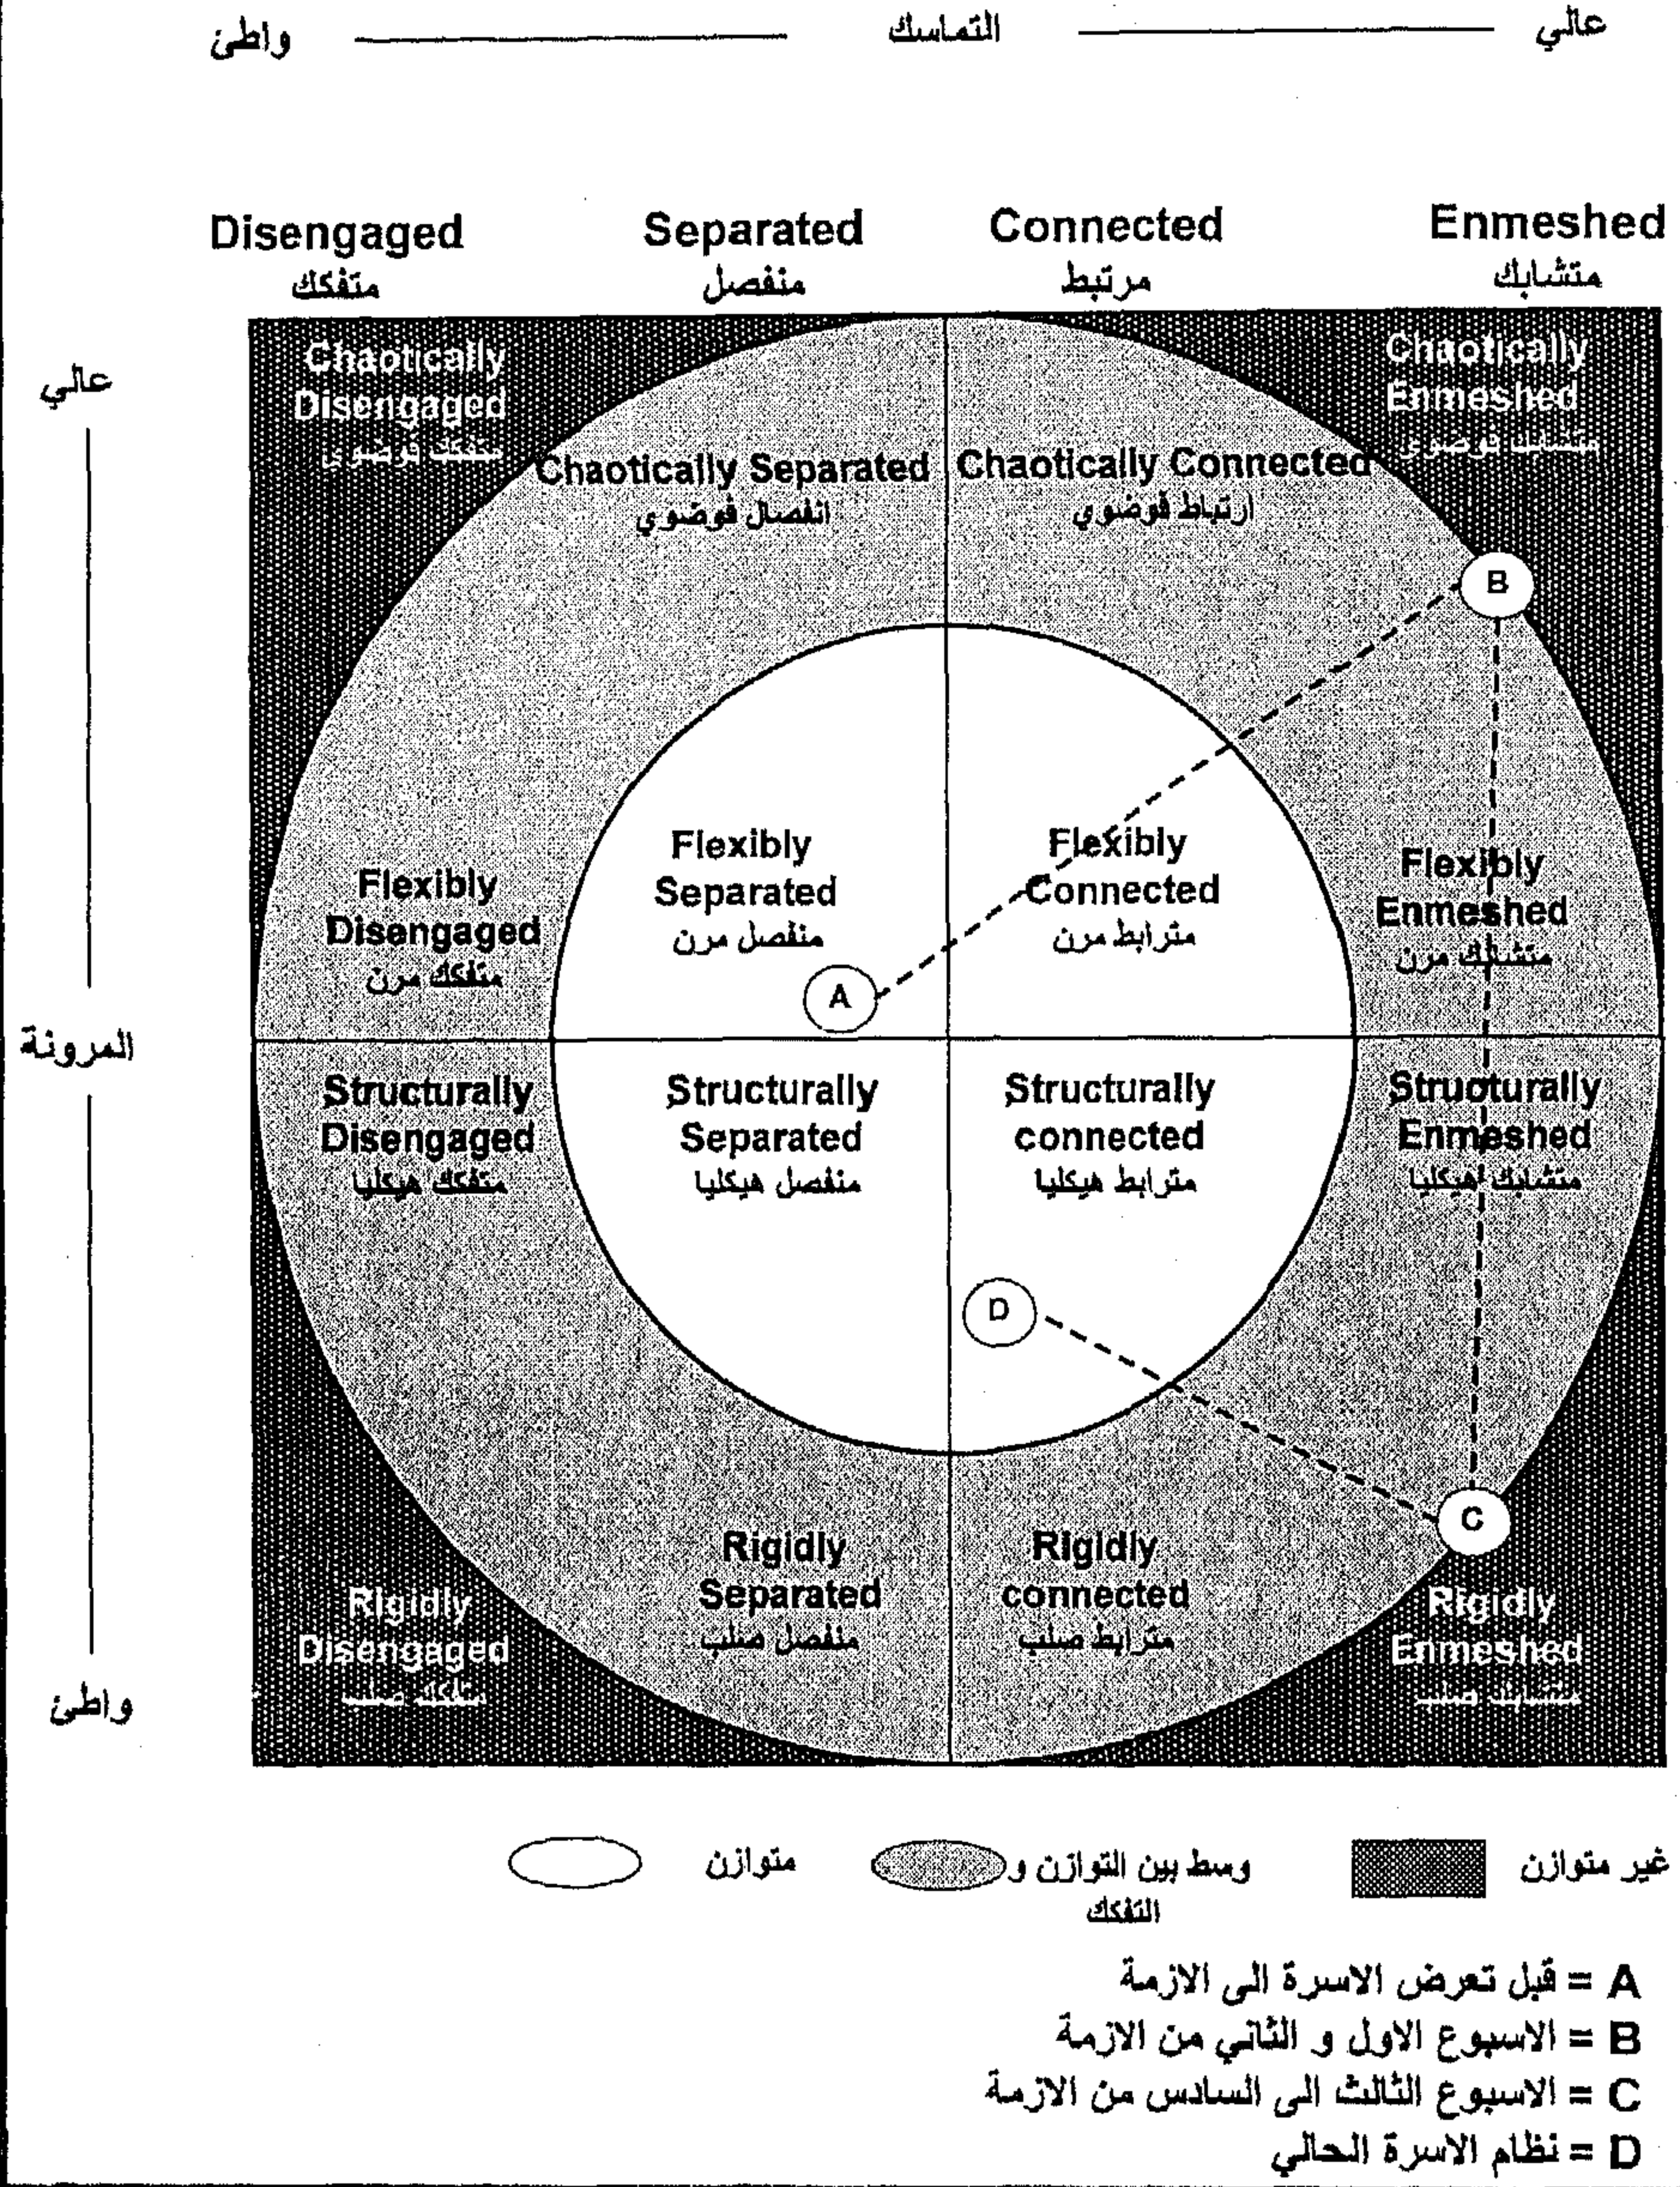 عالي التماسك واطئ
Disengaged Separated Connected Enmeshed
متفكك منفصل مرتبط متشابك
عالي
المرونة
واطئ
Chaotically
Disengaged
متفكك فوضوي
Chaotically Separated
انفصال فوضوي
Chaotically Connected
ارتباط فوضوي
Chaotically
Enmeshed
متشابك فوضوي
B
Flexibly
Disengaged
متفكك مرن
Flexibly
Separated
منفصل مرن
Flexibly
Connected
مترابط مرن
Flexibly
Enmeshed
متشابك مرن
A
Structurally
Disengaged
متفكك هيكليا
Structurally
Separated
منفصل هيكليا
Structurally
connected
مترابط هيكليا
Structurally
Enmeshed
متشابك هيكليا
D
C
Rigidly
Disengaged
متفكك صلب
Rigidly
Separated
منفصل صلب
Rigidly
connected
مترابط صلب
Rigidly
Enmeshed
متشابك صلب
غير متوازن
وسط بين التوازن و
التفكك
متوازن
A = قبل تعرض الاسرة الى الازمة
B = الاسبوع الاول و الثاني من الازمة
C = الاسبوع الثالث الى السادس من الازمة
D = نظام الاسرة الحالي